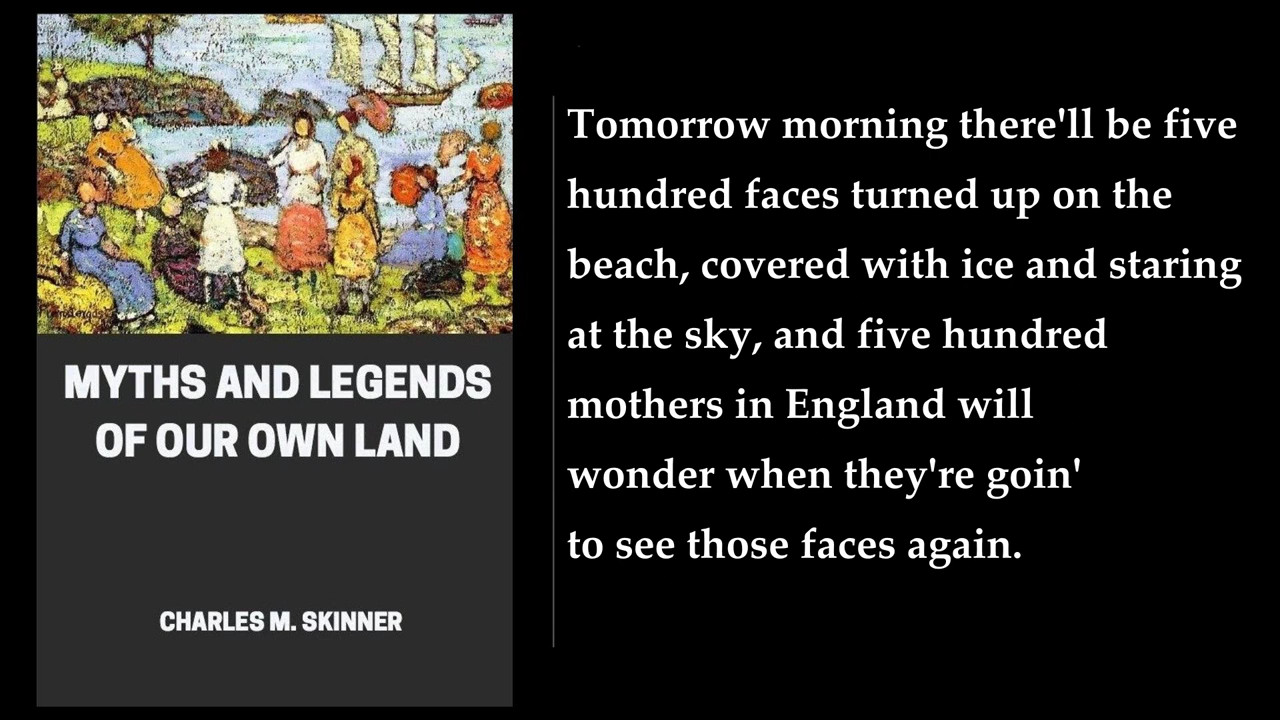 MYTHS AND LEGENDS
OF OUR OWN LAND
CHARLES M. SKINNER
Tomorrow morning there'll be five
hundred faces turned up on the
beach, covered with ice and staring
at the sky, and five hundred
mothers in England will
wonder when they're goin'
to see those faces again.